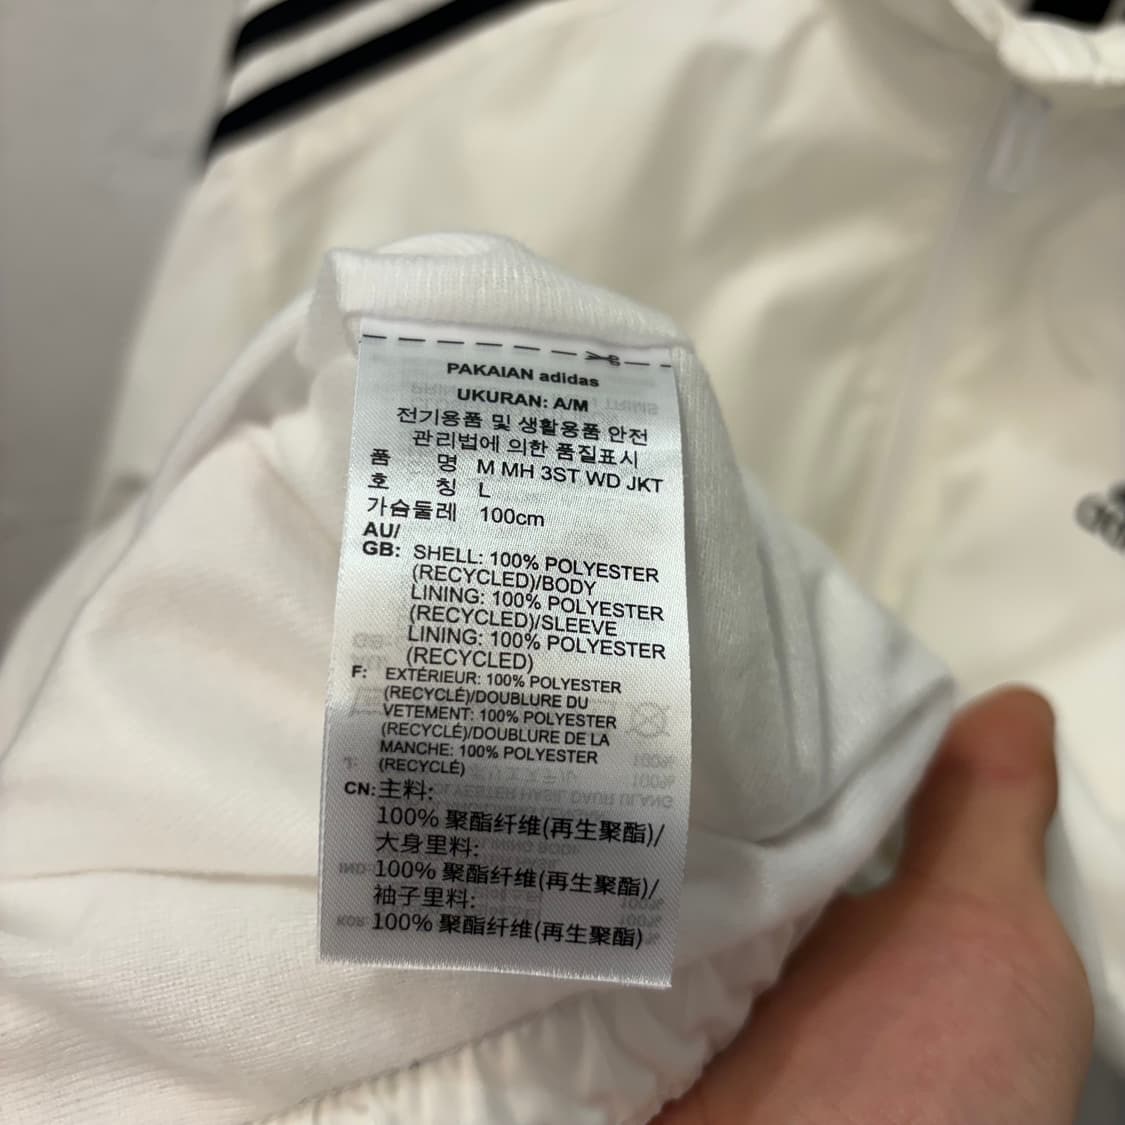 PAKAIAN adidas
UKURAN: A/M
전기용품 및 생활용품 안전
관리법에 의한 품질표시
품 명 M MH 3ST WD JKT
호 칭 L
가슴둘레 100cm
AU/
GB: SHELL: 100% POLYESTER
(RECYCLED)/BODY
LINING: 100% POLYESTER
(RECYCLED)/SLEEVE
LINING: 100% POLYESTER
(RECYCLED)
F: EXTÉRIEUR: 100% POLYESTER
(RECYCLÉ)/DOUBLURE DU
VETEMENT: 100% POLYESTER
(RECYCLÉ)/DOUBLURE DE LA
MANCHE: 100% POLYESTER
(RECYCLÉ)
CN: 主料:
100% 聚酯纤维(再生聚酯)/
大身里料:
100% 聚酯纤维(再生聚酯)/
袖子里料:
100% 聚酯纤维(再生聚酯)